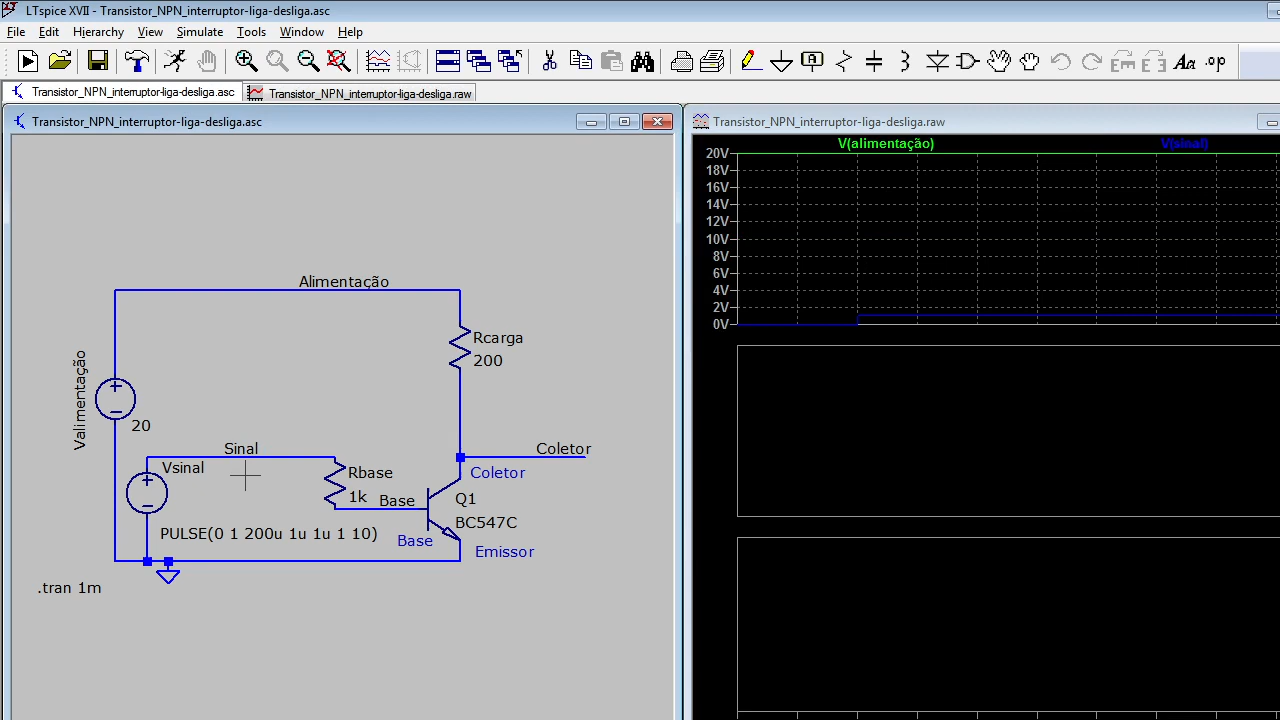 LTspice XVII - Transistor_NPN_interruptor-liga-desliga.asc
File Edit Hierarchy View Simulate Tools Window Help
Aa .op
Transistor_NPN_interruptor-liga-desliga.asc
Transistor_NPN_interruptor-liga-desliga.raw
Transistor_NPN_interruptor-liga-desliga.asc
Alimentação
Rcarga
200
Valimentação
20
Sinal
Vsinal
Rbase
1k
Base
Coletor
Coletor
Q1
BC547C
PULSE(0 1 200u 1u 1u 1 10)
Base
Emissor
.tran 1m
Transistor_NPN_interruptor-liga-desliga.raw
V(alimentação) V(sinal)
20V
18V
16V
14V
12V
10V
8V
6V
4V
2V
0V